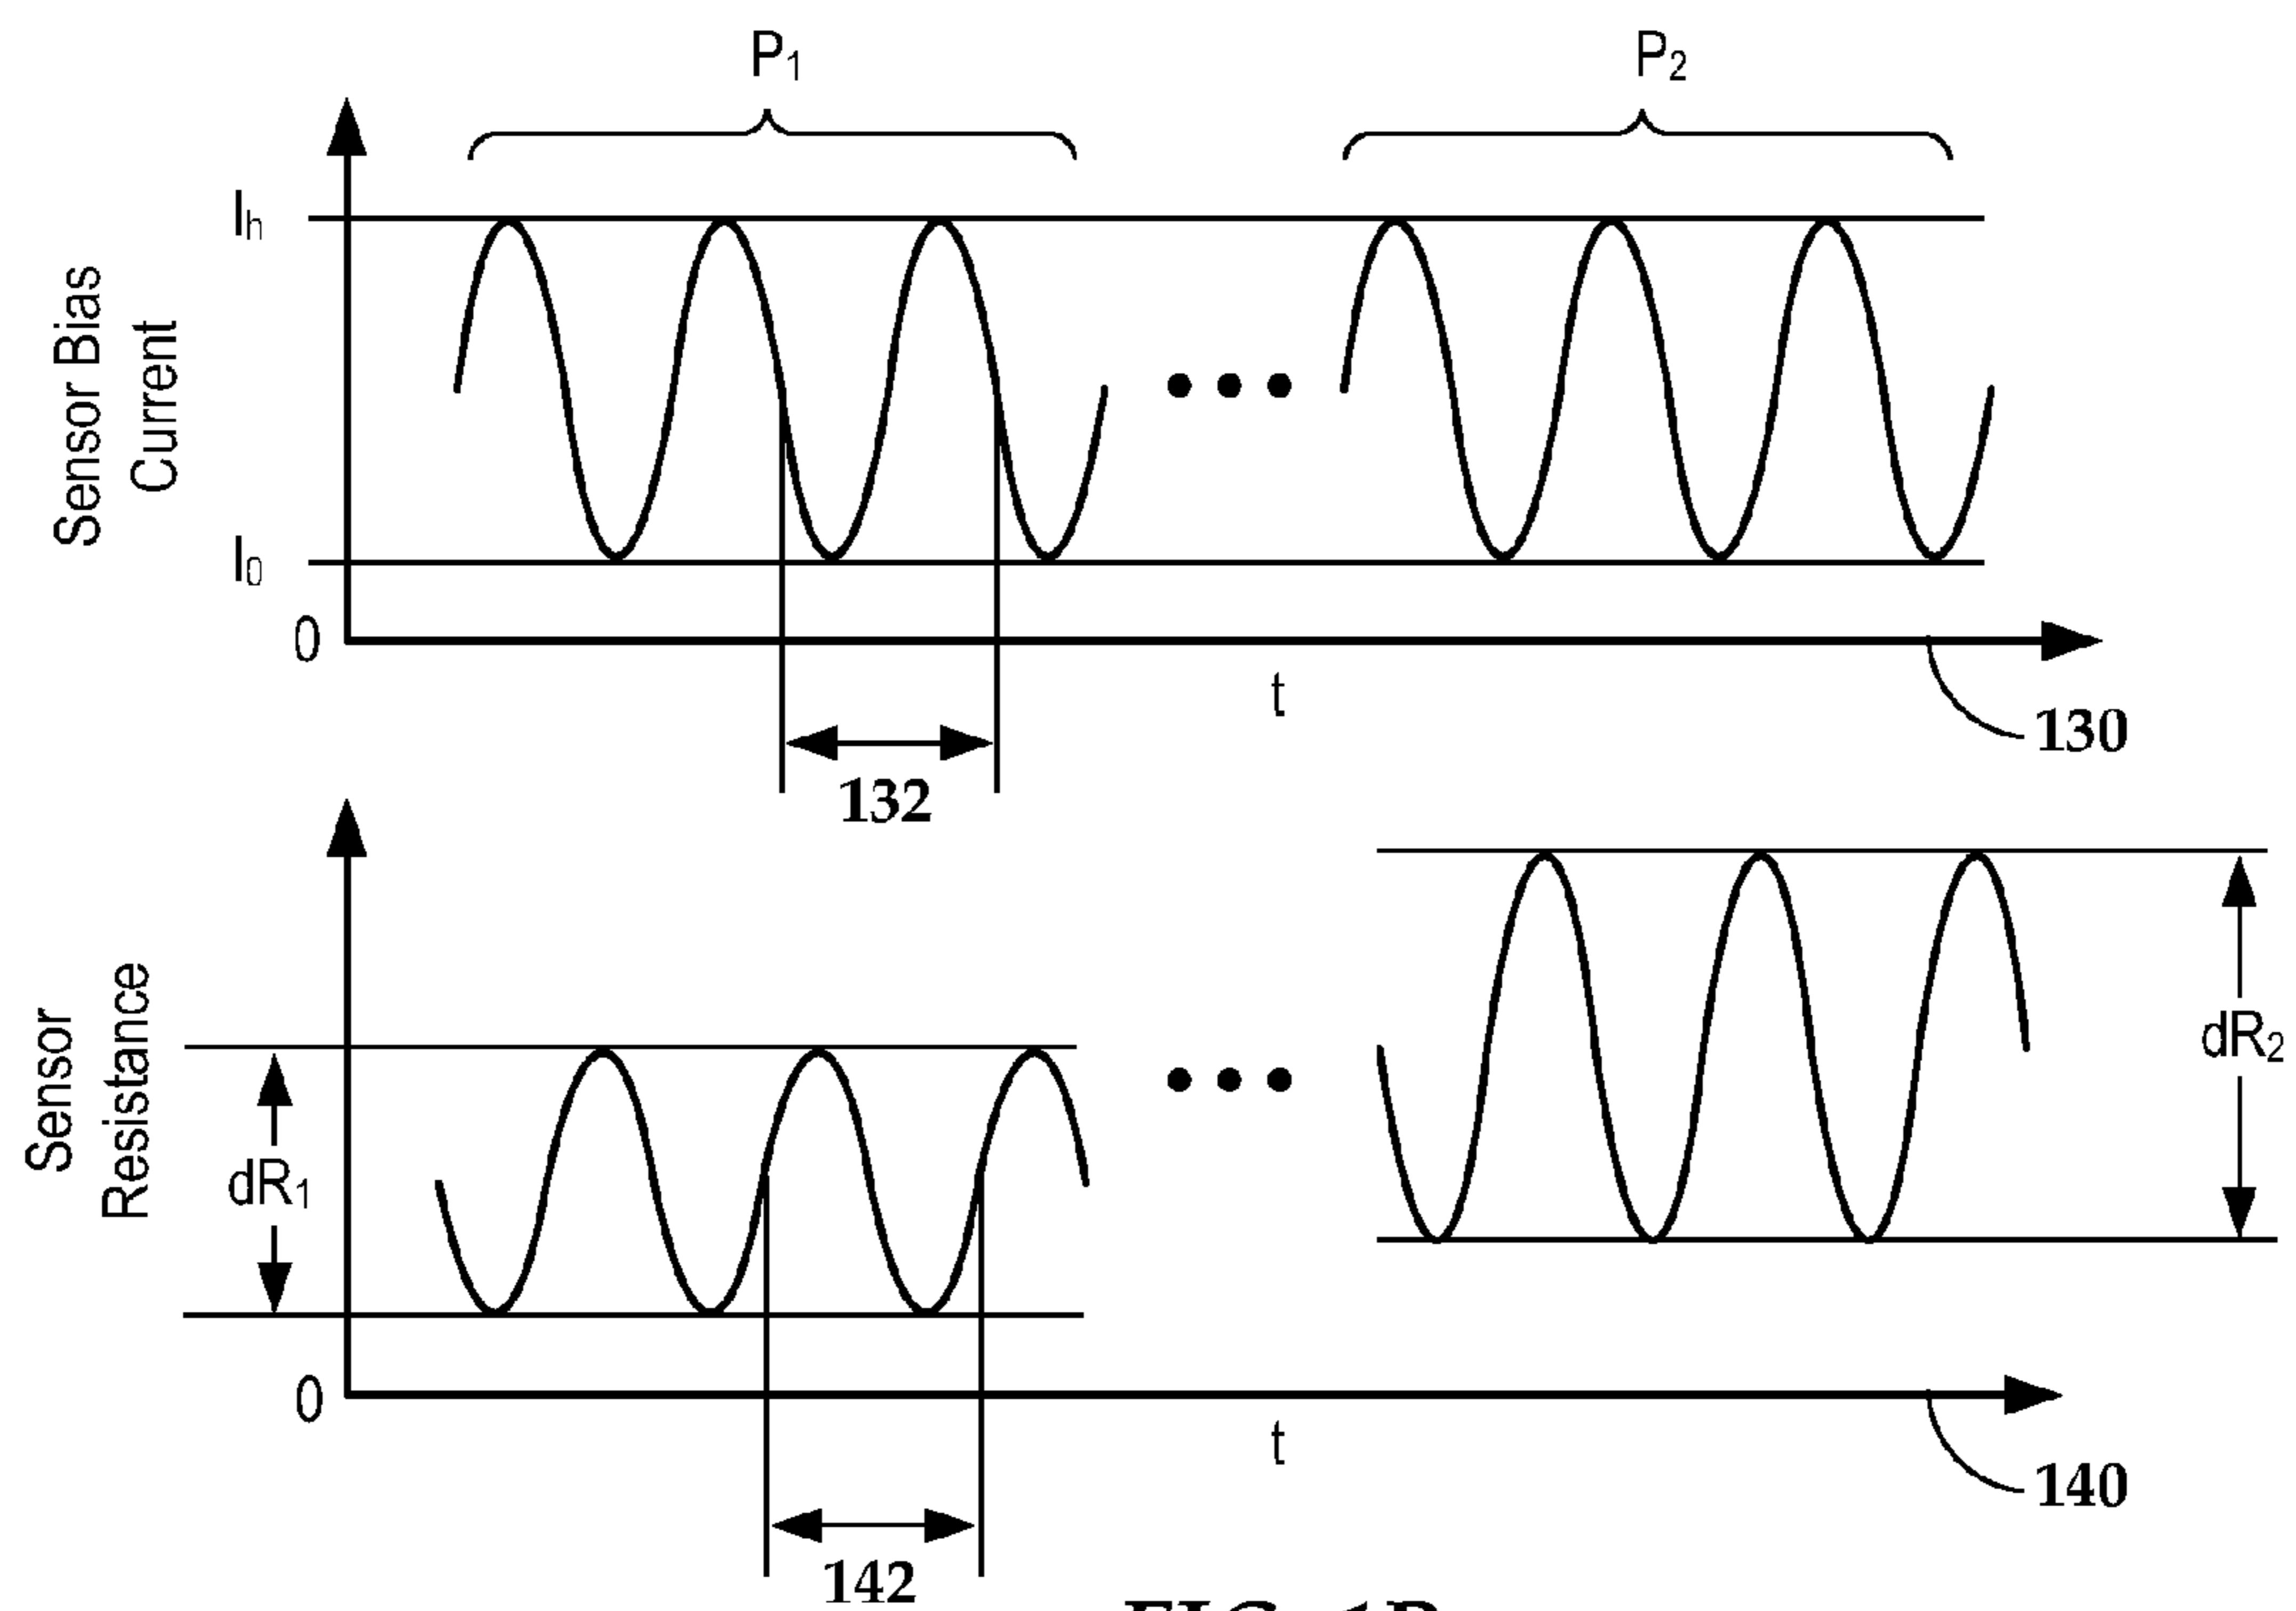 P₁
P₂
Iₕ
Sensor Bias
Current
I₀
0
t
130
132
Sensor
Resistance
dR₁
dR₂
0
t
140
142